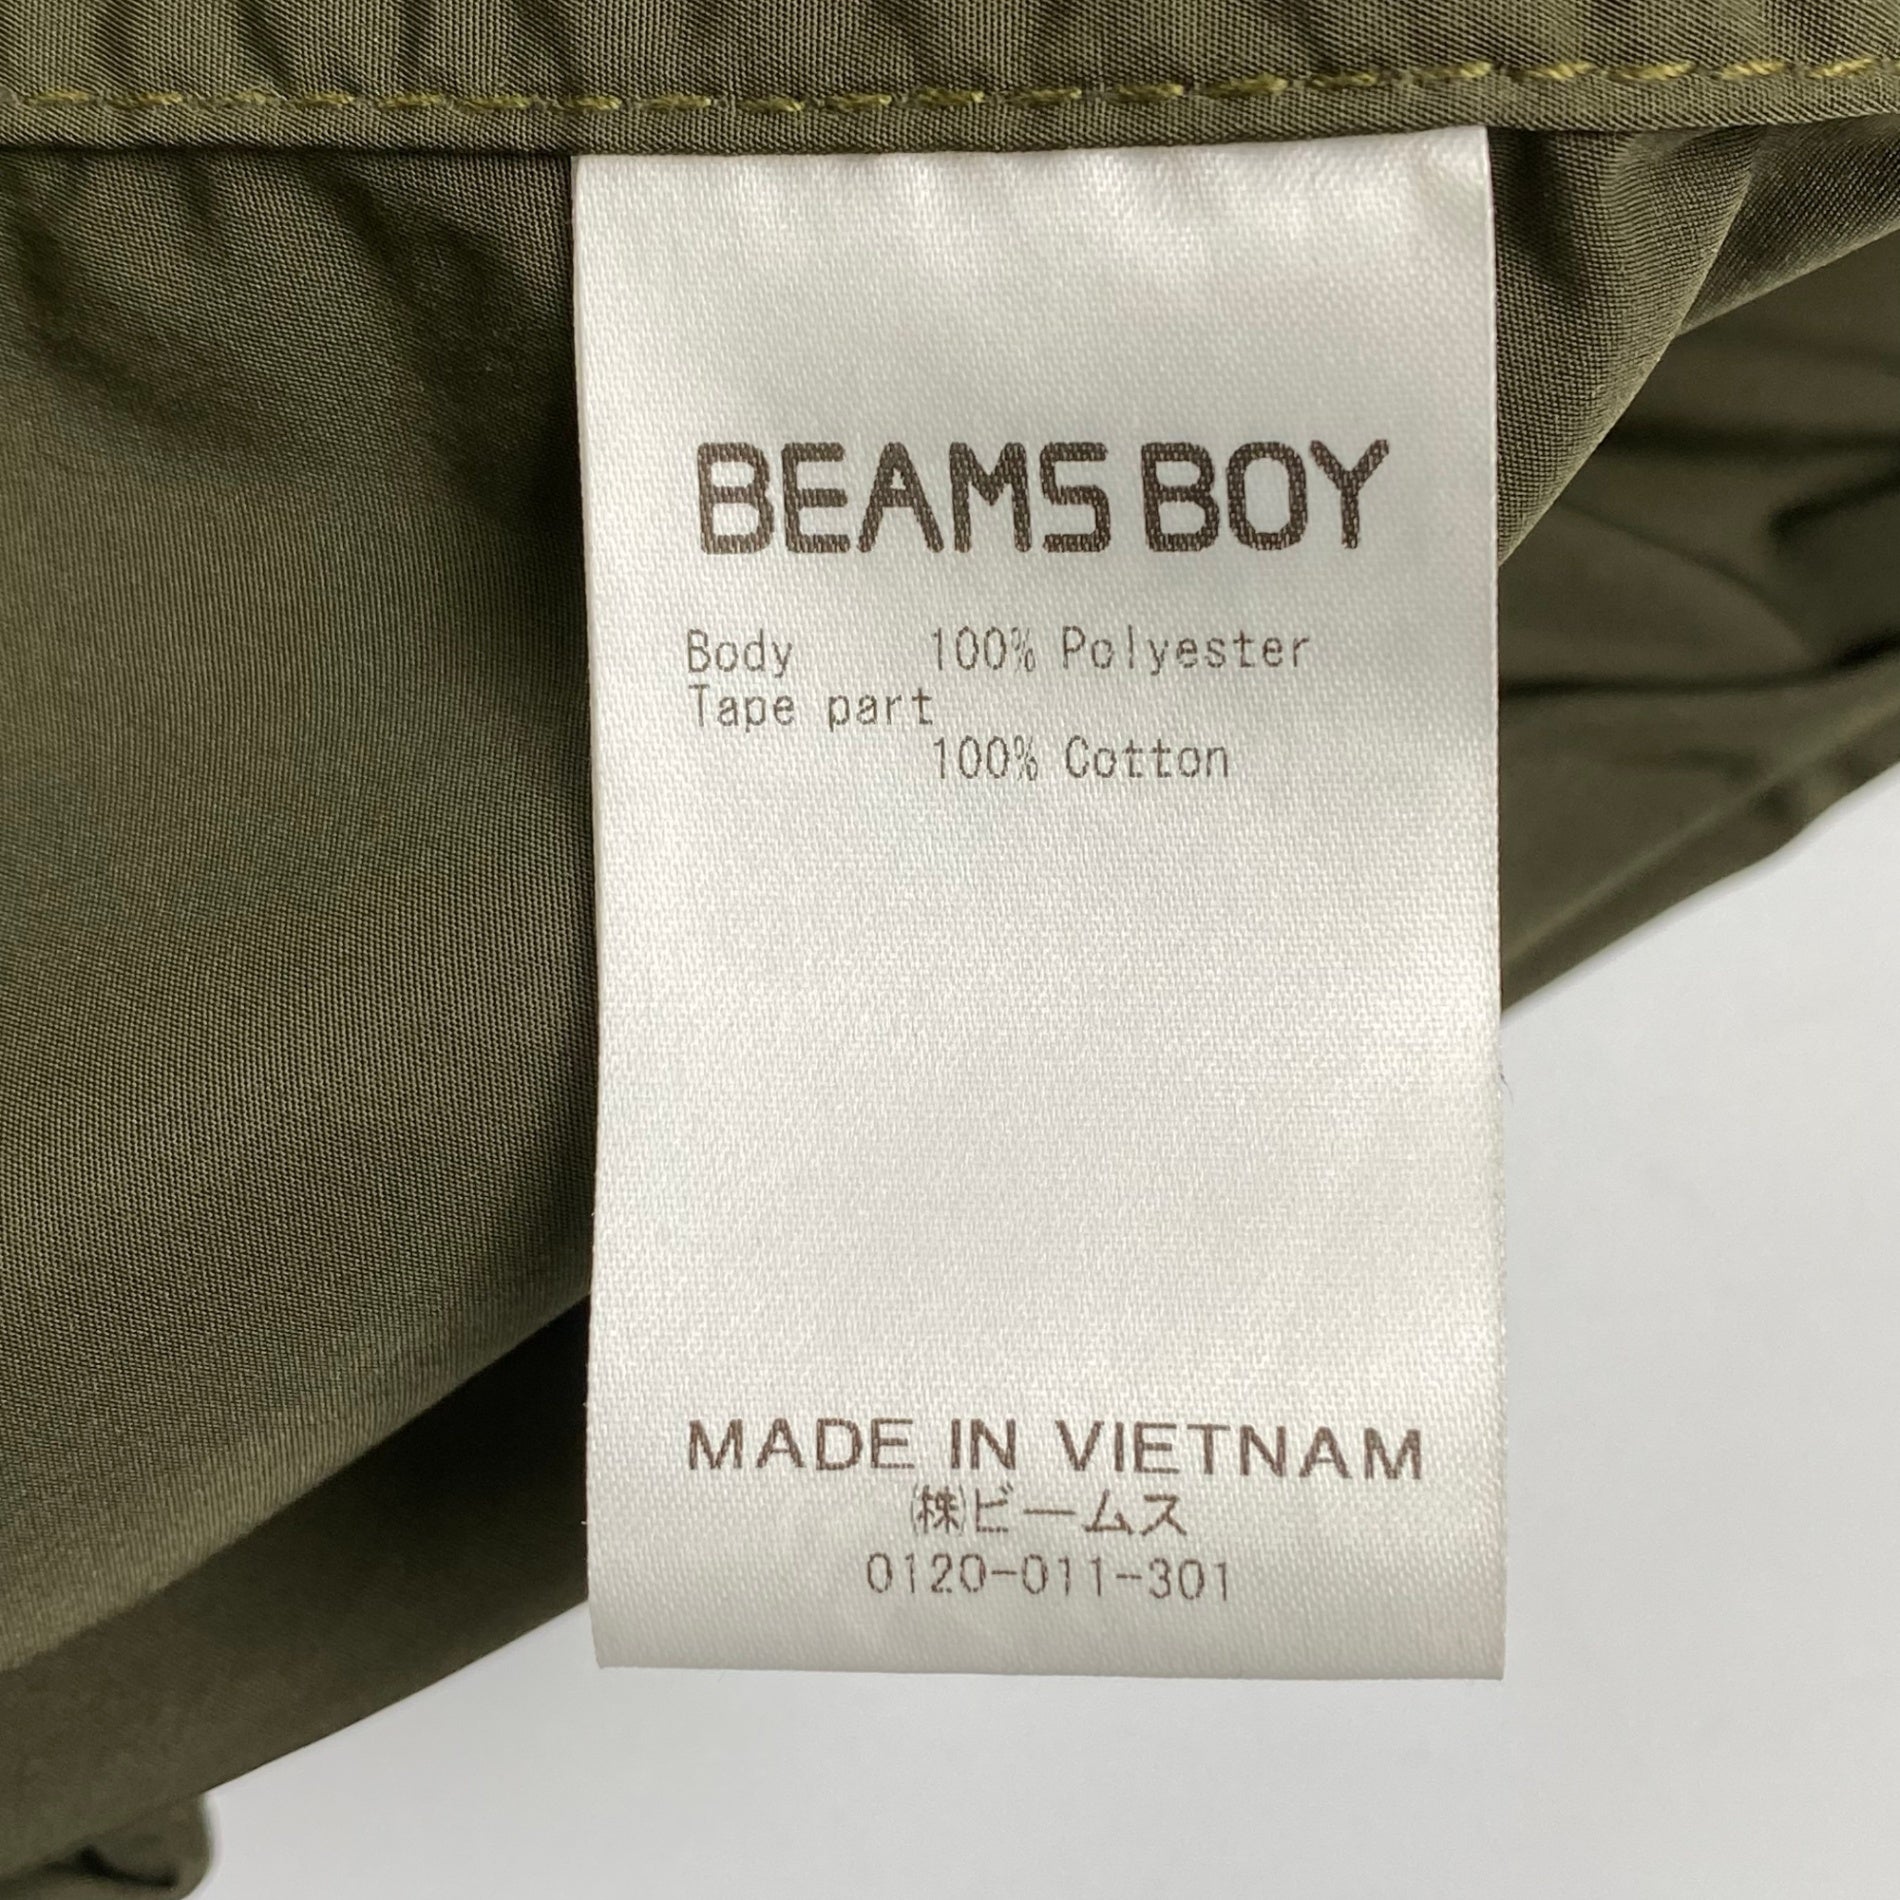 BEAMS BOY
Body 100% Polyester
Tape part
100% Cotton
MADE IN VIETNAM
㈱ビームス
0120-011-301